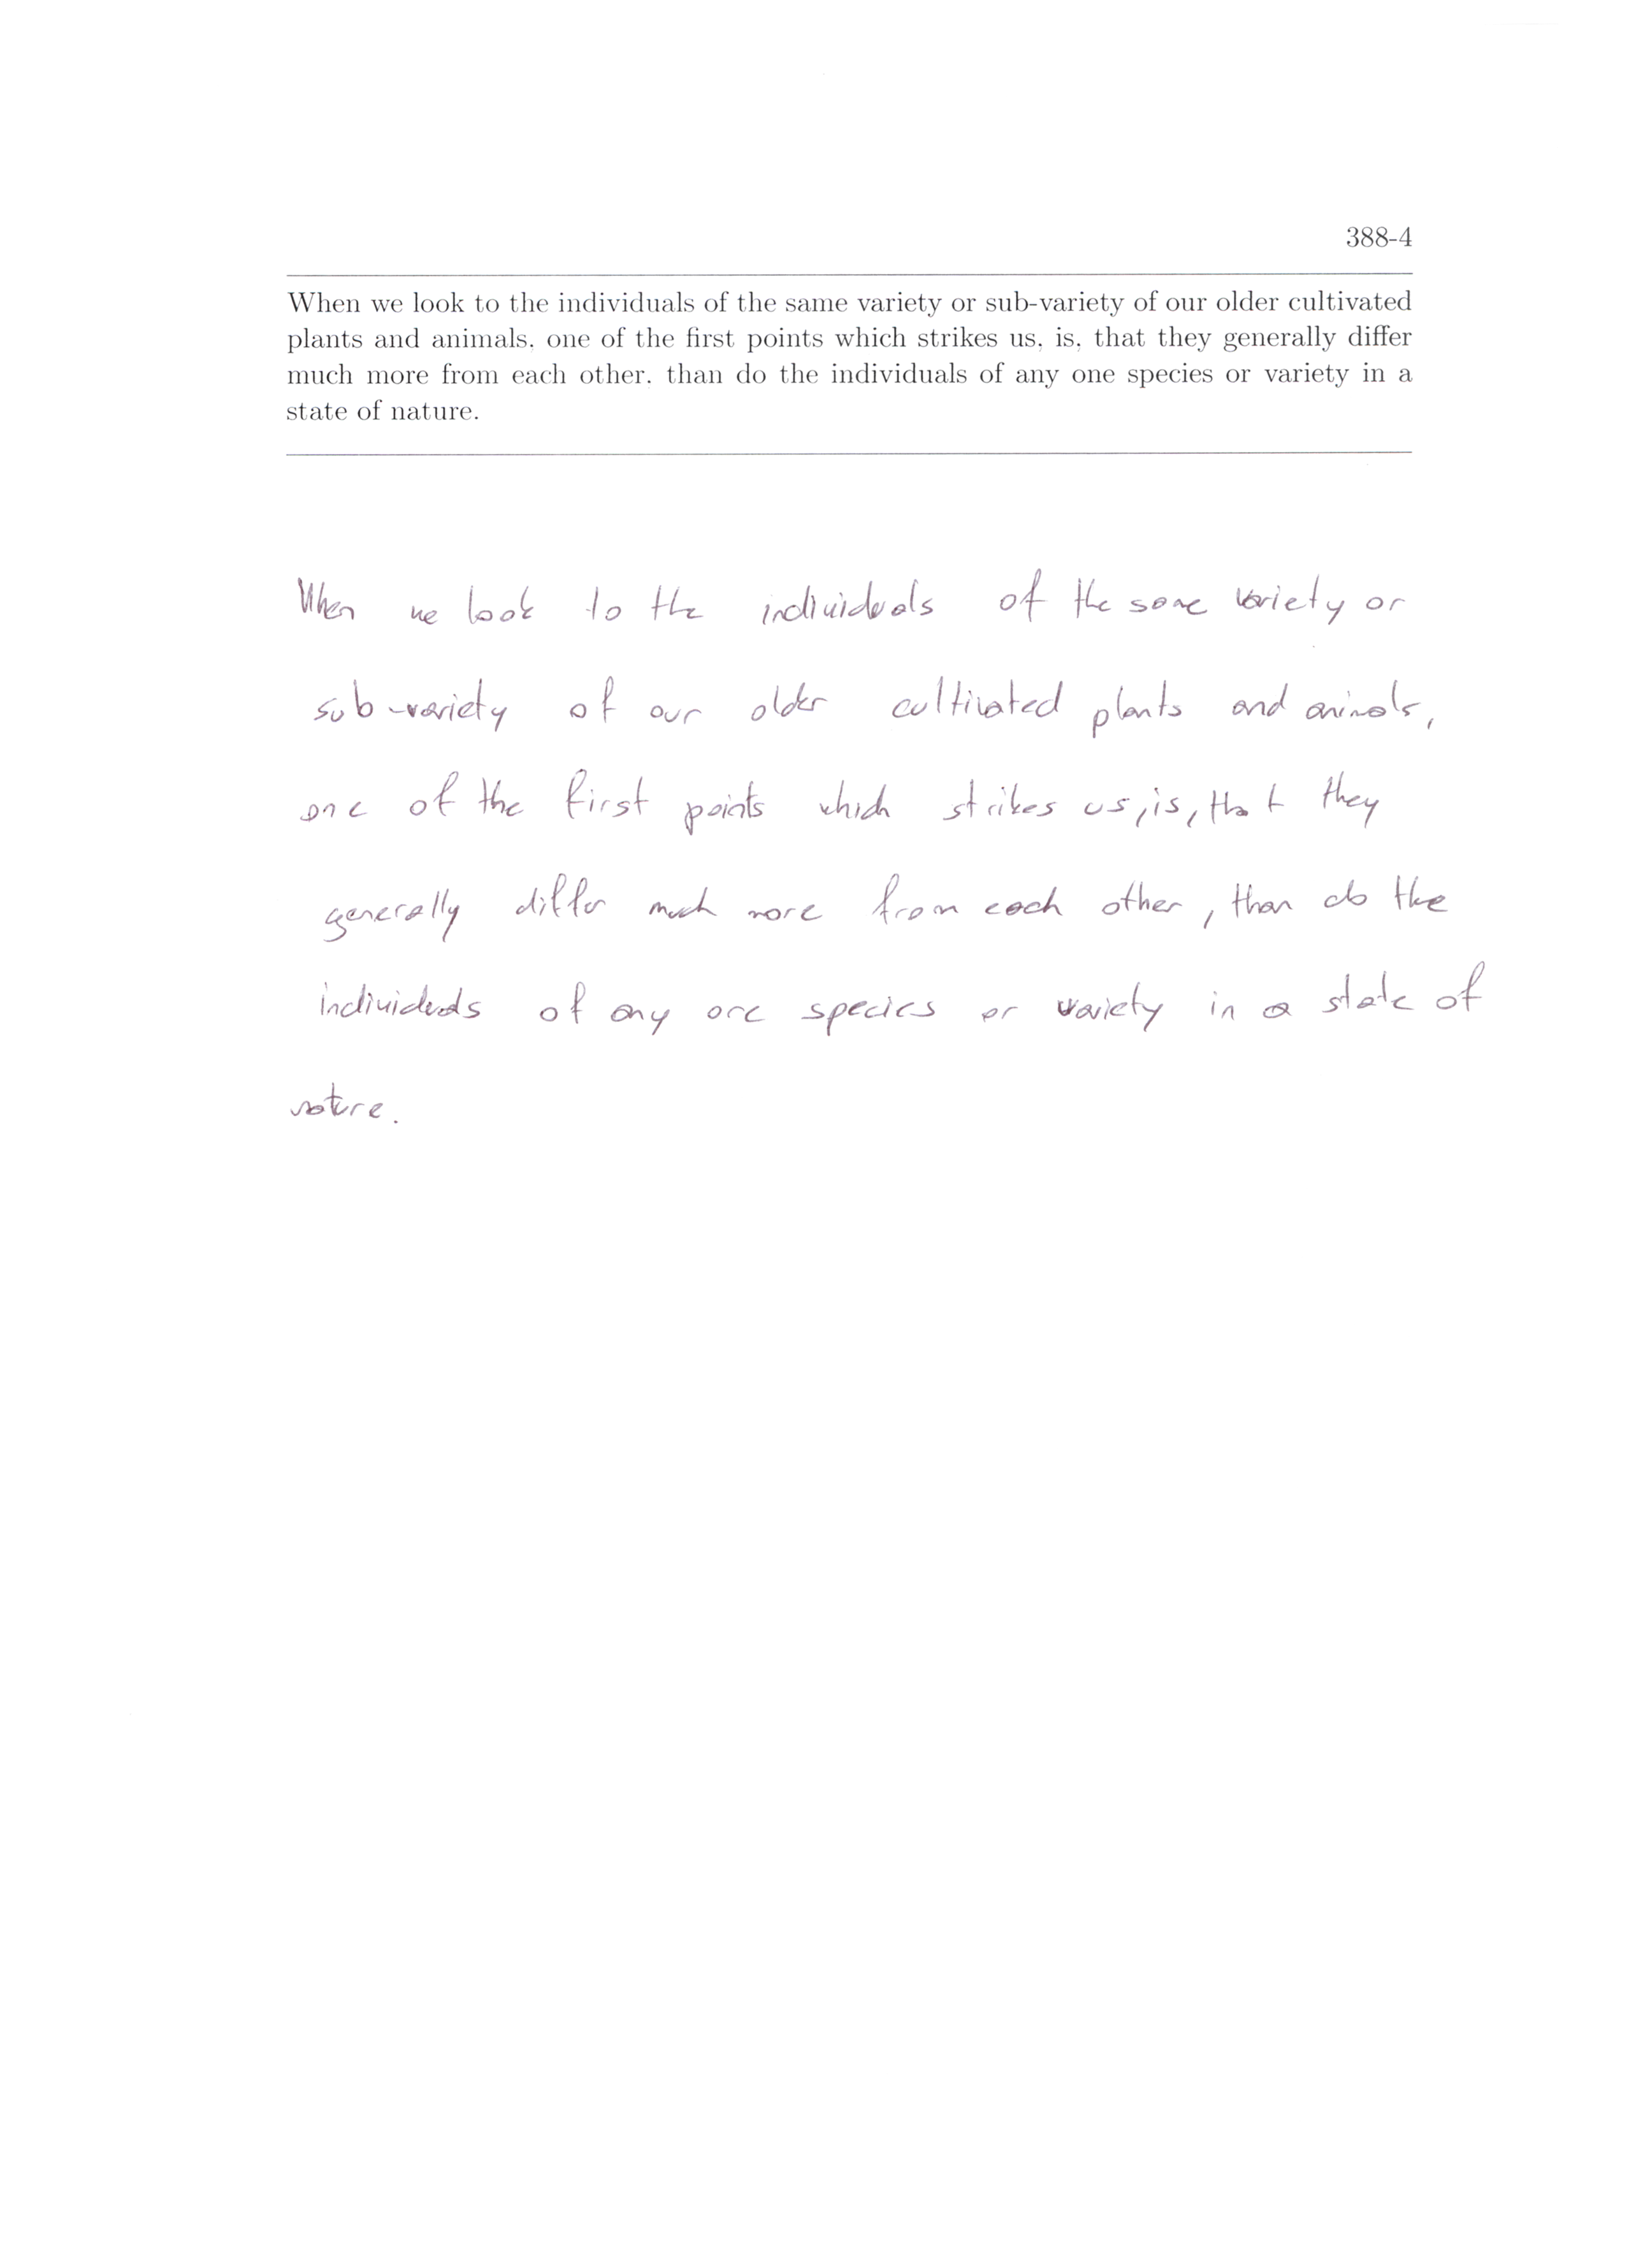 388-4
When we look to the individuals of the same variety or sub-variety of our older cultivated
plants and animals, one of the first points which strikes us, is, that they generally differ
much more from each other, than do the individuals of any one species or variety in a
state of nature.
When we look to the individuals of the same variety or
sub-variety of our older cultivated plants and animals,
one of the first points which strikes us, is, that they
generally differ much more from each other, than do the
individuals of any one species or variety in a state of
nature.